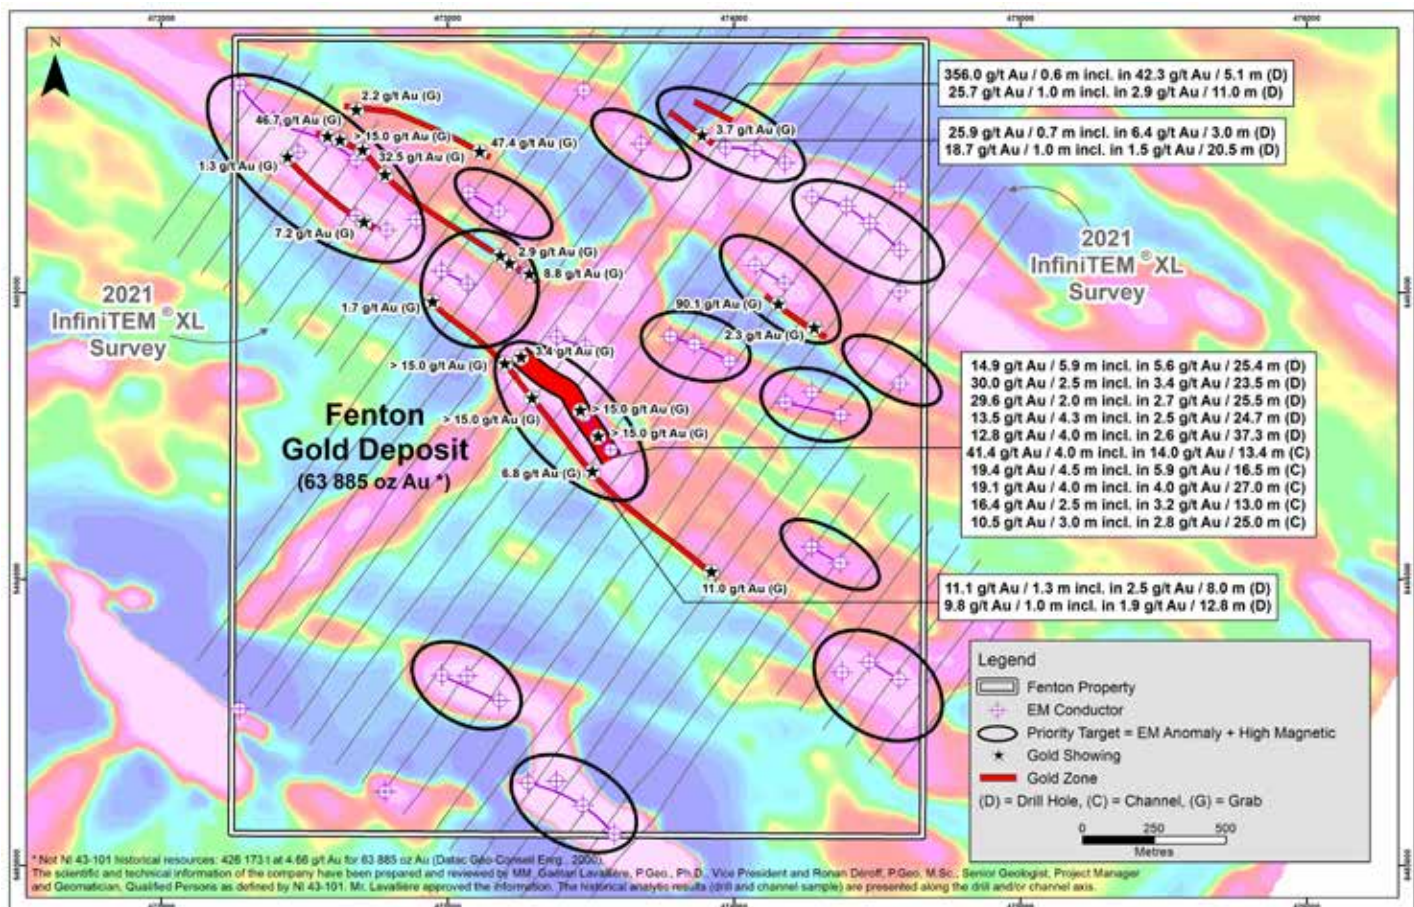 472000 473000 474000 475000 476000
N
356.0 g/t Au / 0.6 m incl. in 42.3 g/t Au / 5.1 m (D)
25.7 g/t Au / 1.0 m incl. in 2.9 g/t Au / 11.0 m (D)
25.9 g/t Au / 0.7 m incl. in 6.4 g/t Au / 3.0 m (D)
18.7 g/t Au / 1.0 m incl. in 1.5 g/t Au / 20.5 m (D)
2.2 g/t Au (G)
46.7 g/t Au (G)
> 15.0 g/t Au (G)
47.4 g/t Au (G)
32.5 g/t Au (G)
1.3 g/t Au (G)
3.7 g/t Au (G)
7.2 g/t Au (G)
2.9 g/t Au (G)
8.8 g/t Au (G)
1.7 g/t Au (G)
90.1 g/t Au (G)
2.3 g/t Au (G)
2021
InfiniTEM ® XL
Survey
2021
InfiniTEM ® XL
Survey
3.4 g/t Au (G)
> 15.0 g/t Au (G)
> 15.0 g/t Au (G)
> 15.0 g/t Au (G)
> 15.0 g/t Au (G)
6.8 g/t Au (G)
11.0 g/t Au (G)
Fenton
Gold Deposit
(63 885 oz Au *)
14.9 g/t Au / 5.9 m incl. in 5.6 g/t Au / 25.4 m (D)
30.0 g/t Au / 2.5 m incl. in 3.4 g/t Au / 23.5 m (D)
29.6 g/t Au / 2.0 m incl. in 2.7 g/t Au / 25.5 m (D)
13.5 g/t Au / 4.3 m incl. in 2.5 g/t Au / 24.7 m (D)
12.8 g/t Au / 4.0 m incl. in 2.6 g/t Au / 37.3 m (D)
41.4 g/t Au / 4.0 m incl. in 14.0 g/t Au / 13.4 m (C)
19.4 g/t Au / 4.5 m incl. in 5.9 g/t Au / 16.5 m (C)
19.1 g/t Au / 4.0 m incl. in 4.0 g/t Au / 27.0 m (C)
16.4 g/t Au / 2.5 m incl. in 3.2 g/t Au / 13.0 m (C)
10.5 g/t Au / 3.0 m incl. in 2.8 g/t Au / 25.0 m (C)
11.1 g/t Au / 1.3 m incl. in 2.5 g/t Au / 8.0 m (D)
9.8 g/t Au / 1.0 m incl. in 1.9 g/t Au / 12.8 m (D)
Legend
Fenton Property
EM Conductor
Priority Target = EM Anomaly + High Magnetic
Gold Showing
Gold Zone
(D) = Drill Hole, (C) = Channel, (G) = Grab
0 250 500
Metres
* Not NI 43-101 historical resources: 426 173 t at 4.66 g/t Au for 63 885 oz Au (Datac Géo-Conseil Enrg., 2000).
The scientific and technical information of the company have been prepared and reviewed by MM. Gaétan Lavallière, P.Geo., Ph.D., Vice President and Ronan Déroff, P.Geo, M.Sc., Senior Geologist, Project Manager
and Geomatician, Qualified Persons as defined by NI 43-101. Mr. Lavallière approved the information. The historical analytic results (drill and channel sample) are presented along the drill and/or channel axis.